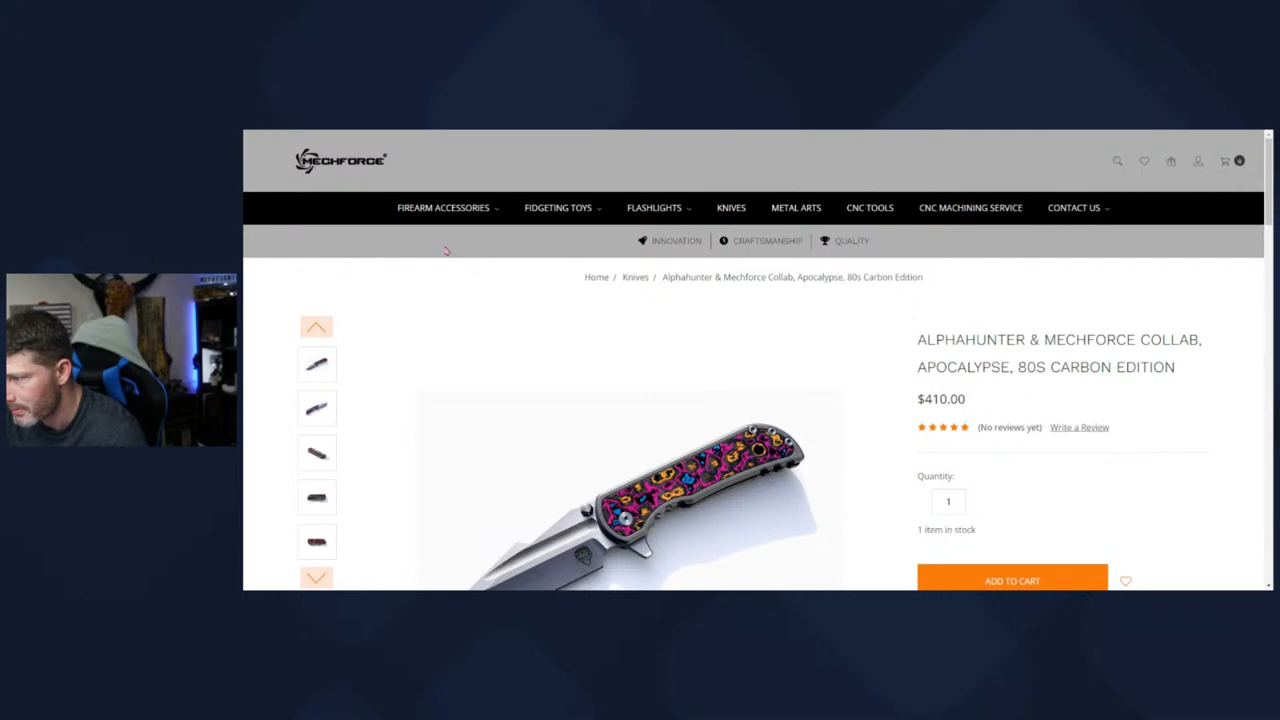 MECHFORCE®
0
FIREARM ACCESSORIES FIDGETING TOYS FLASHLIGHTS KNIVES METAL ARTS CNC TOOLS CNC MACHINING SERVICE CONTACT US
INNOVATION CRAFTSMANSHIP QUALITY
Home / Knives / Alphahunter & Mechforce Collab, Apocalypse, 80s Carbon Edition
ALPHAHUNTER & MECHFORCE COLLAB,
APOCALYPSE, 80S CARBON EDITION
$410.00
(No reviews yet) Write a Review
Quantity:
1
1 item in stock
ADD TO CART